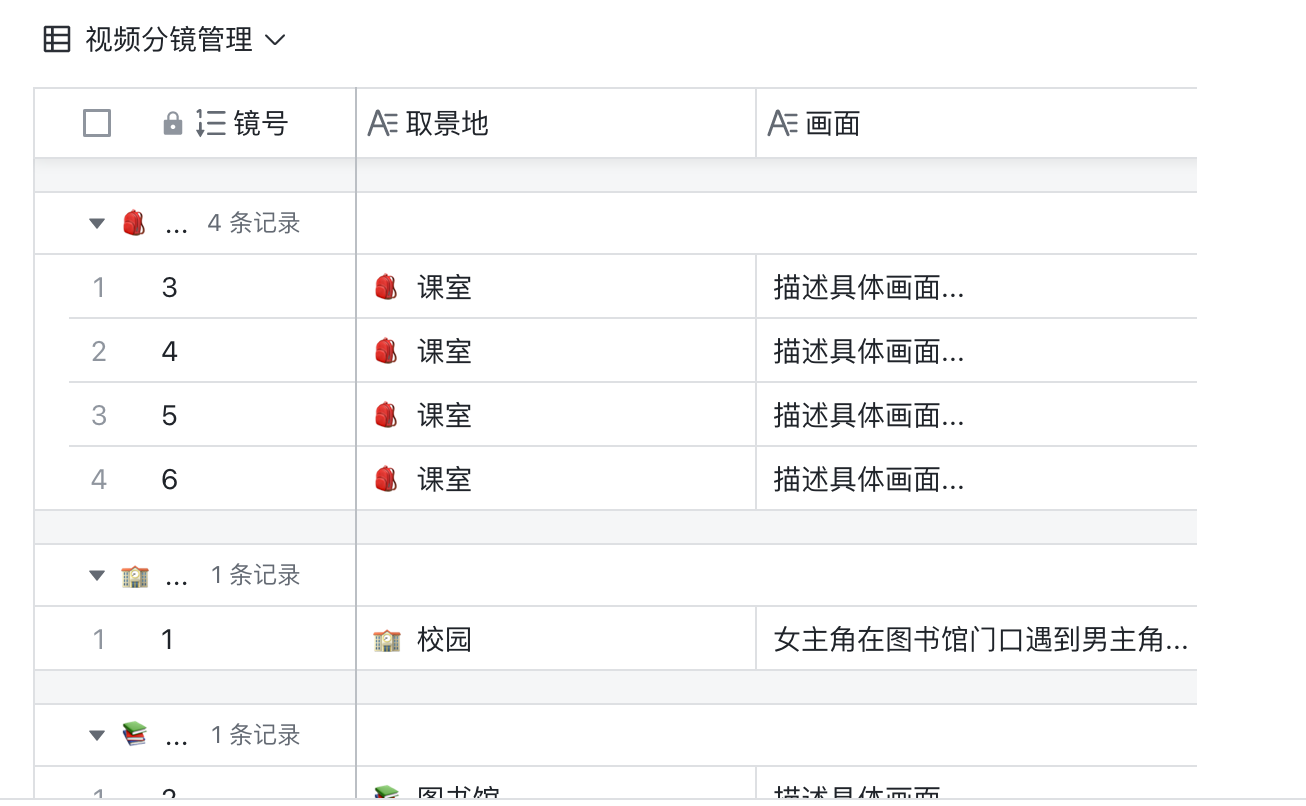 视频分镜管理
镜号 取景地 画面
... 4 条记录
1 3 课室 描述具体画面...
2 4 课室 描述具体画面...
3 5 课室 描述具体画面...
4 6 课室 描述具体画面...
... 1 条记录
1 1 校园 女主角在图书馆门口遇到男主角...
... 1 条记录
1 2 图书馆 描述具体画面